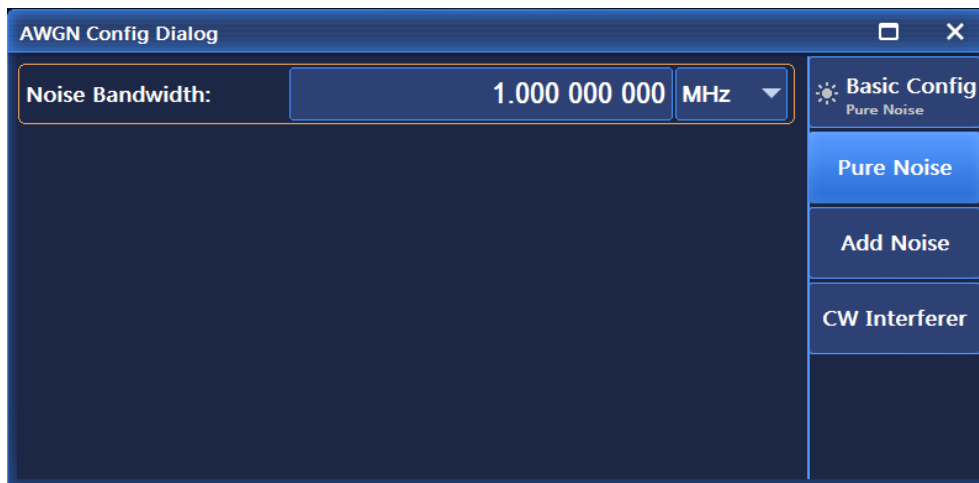 AWGN Config Dialog
Noise Bandwidth: 1.000 000 000 MHz
Basic Config
Pure Noise
Pure Noise
Add Noise
CW Interferer